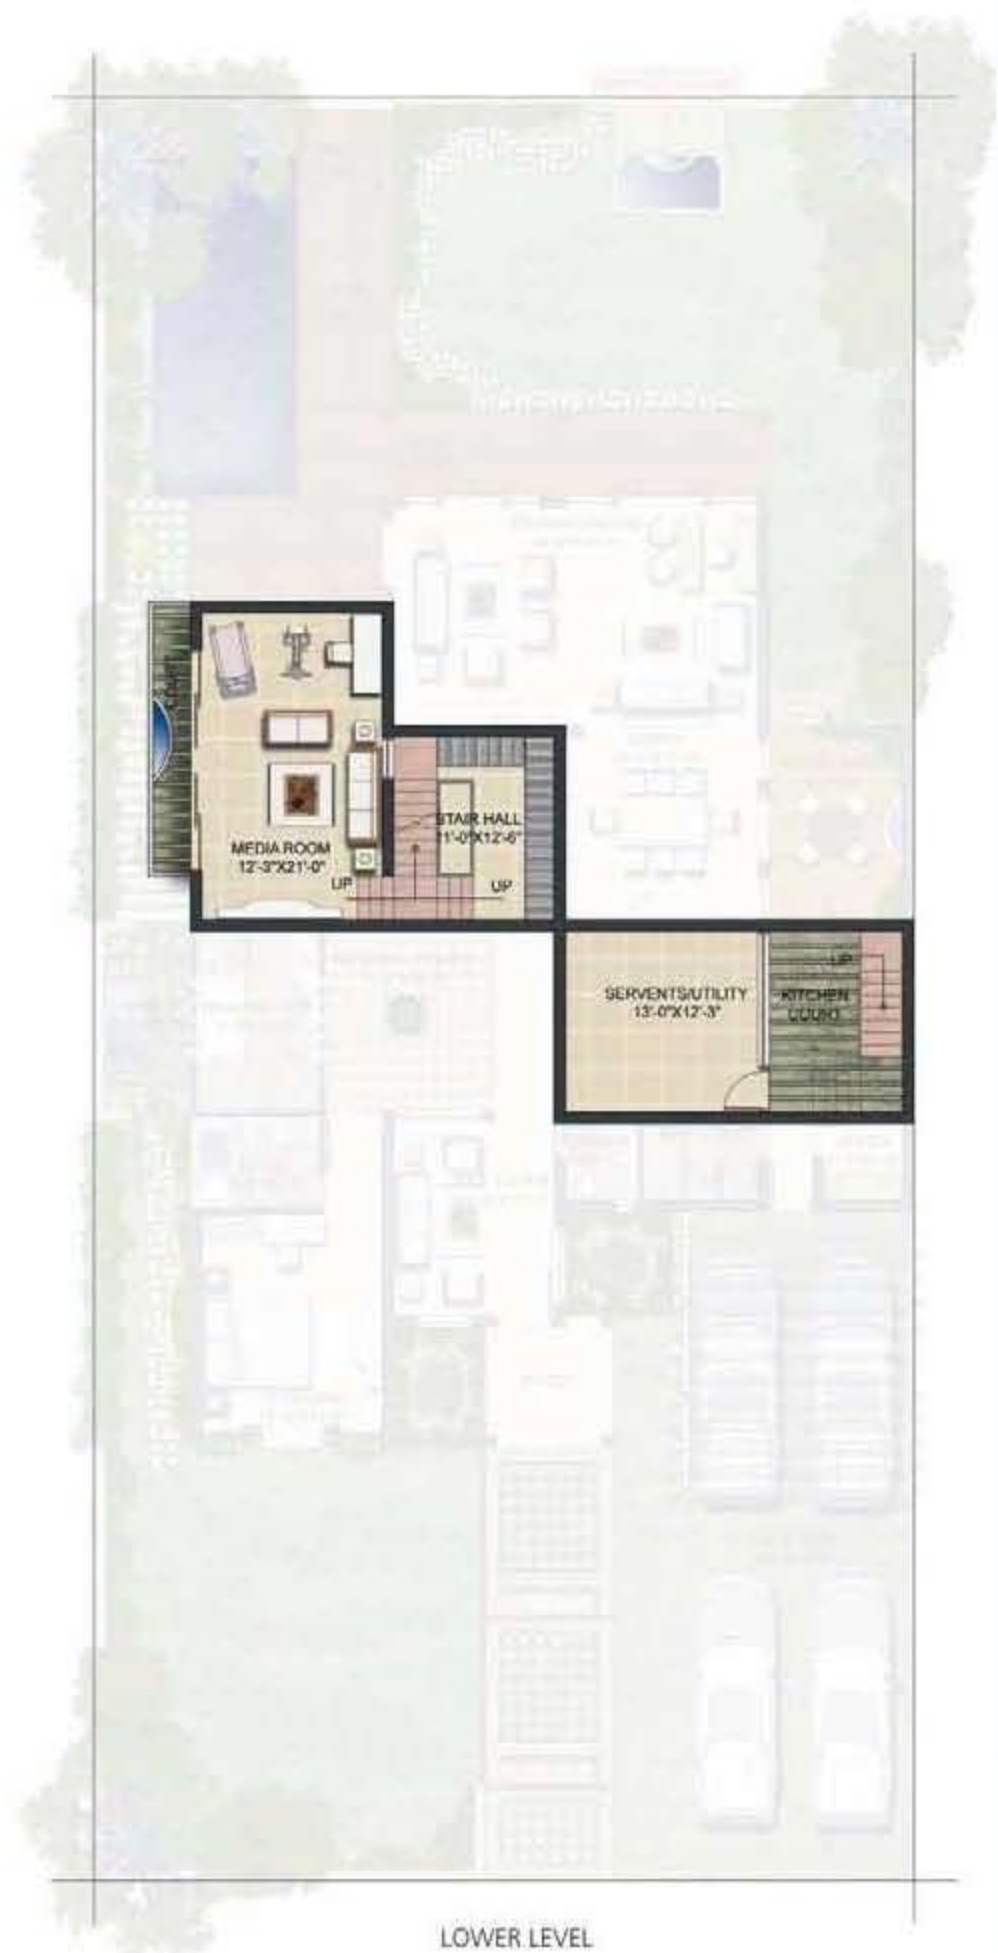 MEDIA ROOM
12'-3"X21'-0"
UP
STAIR HALL
11'-0"X12'-6"
UP
SERVENTS/UTILITY
13'-0"X12'-3"
UP
KITCHEN
LOWER LEVEL